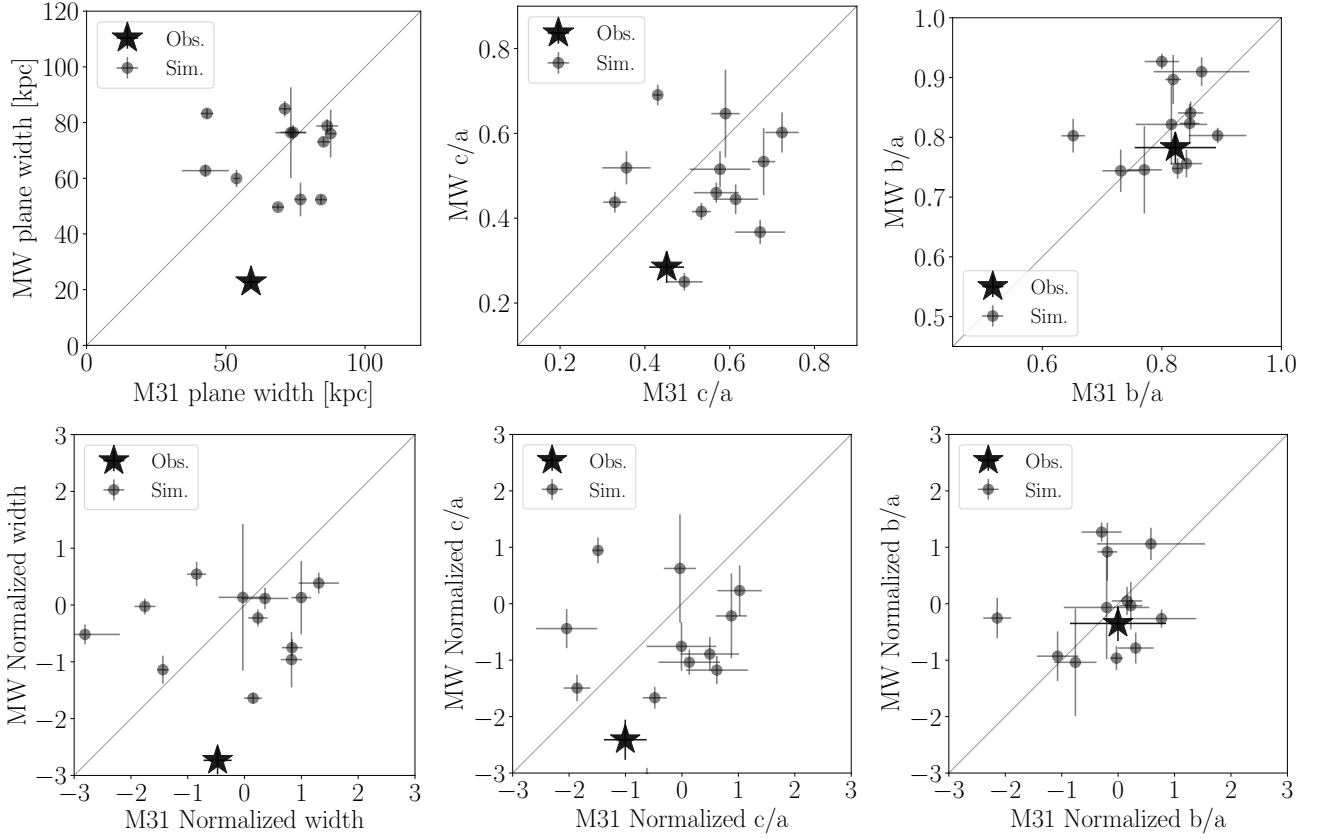 120
100
80
60
40
20
0
0
50
100
MW plane width [kpc]
M31 plane width [kpc]
Obs.
Sim.
0.8
0.6
0.4
0.2
0.2
0.4
0.6
0.8
MW c/a
M31 c/a
Obs.
Sim.
1.0
0.9
0.8
0.7
0.6
0.5
0.6
0.8
1.0
MW b/a
M31 b/a
Obs.
Sim.
3
2
1
0
−1
−2
−3
−3
−2
−1
0
1
2
3
MW Normalized width
M31 Normalized width
Obs.
Sim.
3
2
1
0
−1
−2
−3
−3
−2
−1
0
1
2
3
MW Normalized c/a
M31 Normalized c/a
Obs.
Sim.
3
2
1
0
−1
−2
−3
−3
−2
−1
0
1
2
3
MW Normalized b/a
M31 Normalized b/a
Obs.
Sim.